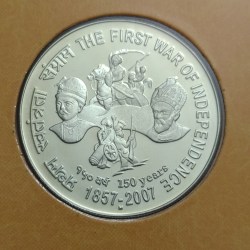 स्वतंत्रता संग्राम THE FIRST WAR OF INDEPENDENCE
१५० वर्ष 150 years
1857-2007